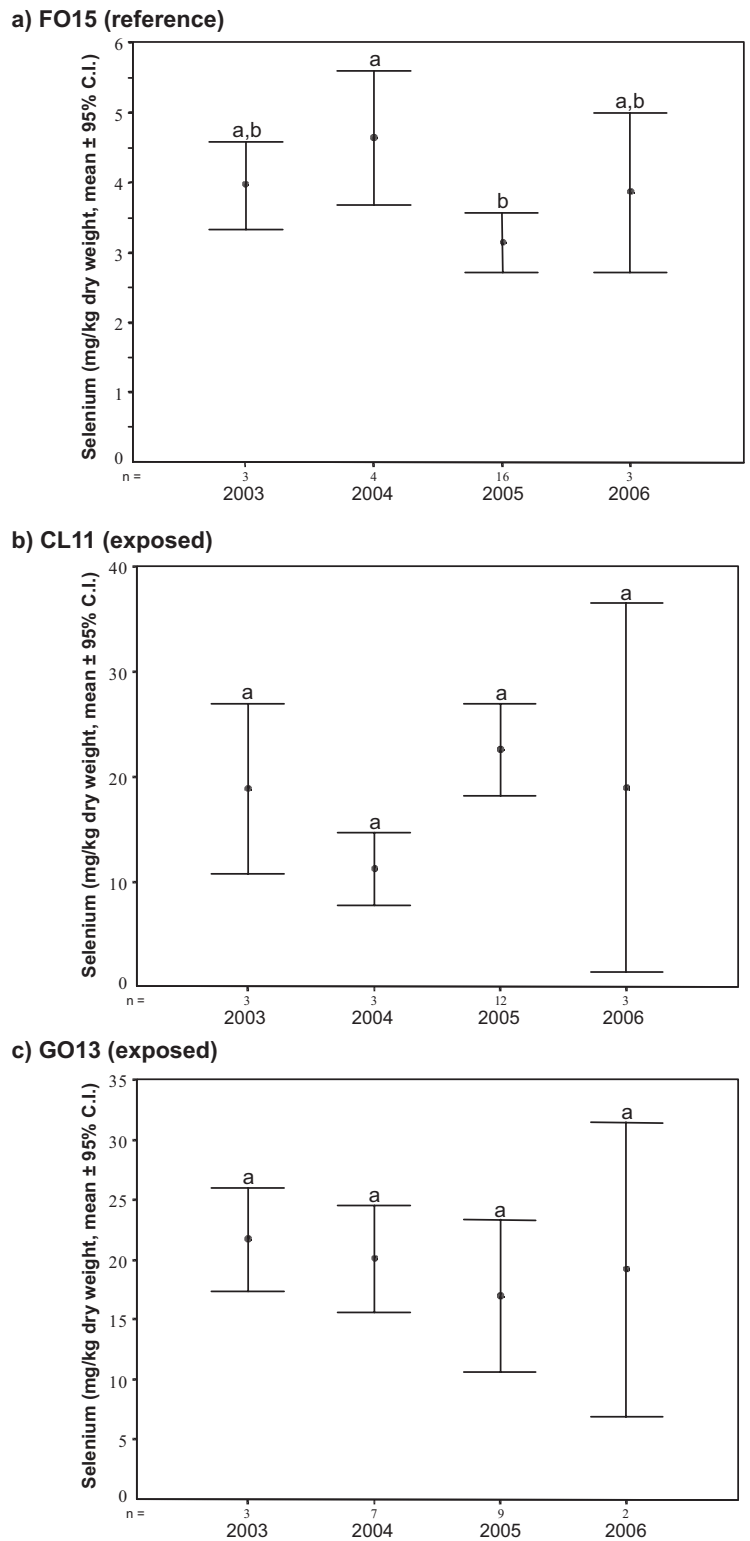 a) FO15 (reference)
Selenium (mg/kg dry weight, mean ± 95% C.I.)
6
5
4
3
2
1
0
a,b
a
b
a,b
n =
3 4 16 3
2003 2004 2005 2006
b) CL11 (exposed)
Selenium (mg/kg dry weight, mean ± 95% C.I.)
40
30
20
10
0
a
a
a
a
n =
3 3 12 3
2003 2004 2005 2006
c) GO13 (exposed)
Selenium (mg/kg dry weight, mean ± 95% C.I.)
35
30
25
20
15
10
5
0
a
a
a
a
n =
3 7 9 2
2003 2004 2005 2006